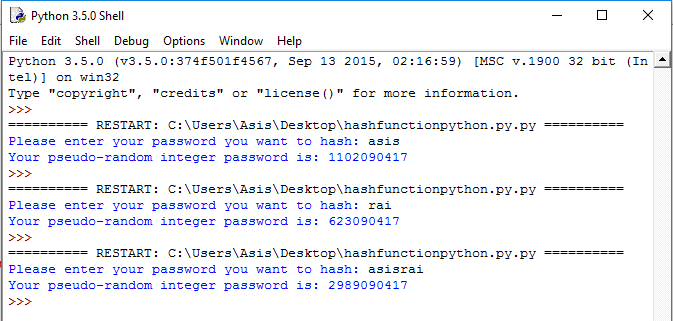 Python 3.5.0 Shell
File Edit Shell Debug Options Window Help
Python 3.5.0 (v3.5.0:374f501f4567, Sep 13 2015, 02:16:59) [MSC v.1900 32 bit (In
tel)] on win32
Type "copyright", "credits" or "license()" for more information.
>>>
========== RESTART: C:\Users\Asis\Desktop\hashfunctionpython.py.py ==========
Please enter your password you want to hash: asis
Your pseudo-random integer password is: 1102090417
>>>
========== RESTART: C:\Users\Asis\Desktop\hashfunctionpython.py.py ==========
Please enter your password you want to hash: rai
Your pseudo-random integer password is: 623090417
>>>
========== RESTART: C:\Users\Asis\Desktop\hashfunctionpython.py.py ==========
Please enter your password you want to hash: asisrai
Your pseudo-random integer password is: 2989090417
>>>